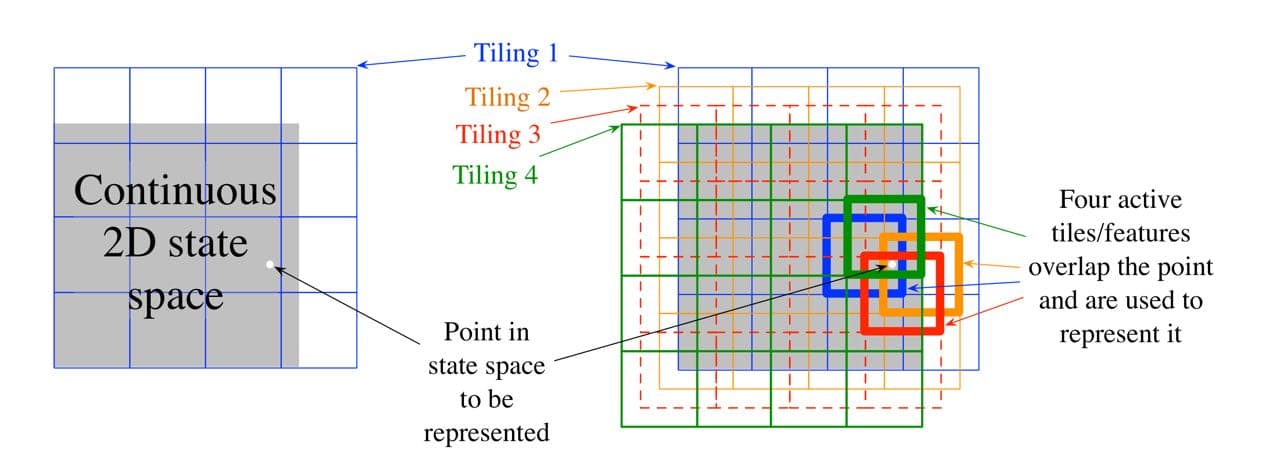 Tiling 1
Tiling 2
Tiling 3
Tiling 4
Continuous
2D state
space
Point in
state space
to be
represented
Four active
tiles/features
overlap the point
and are used to
represent it